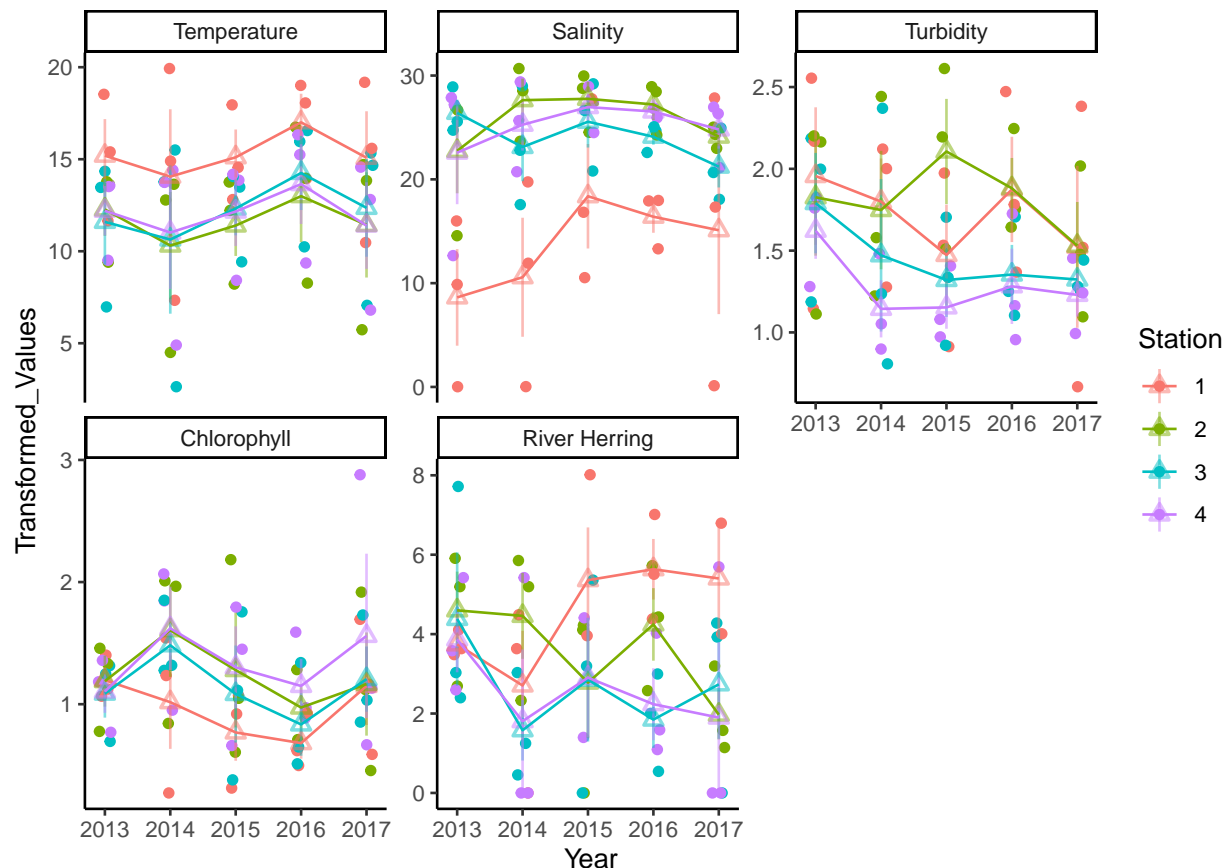 Temperature
Salinity
Turbidity
20
15
10
5
30
20
10
0
2.5
2.0
1.5
1.0
2013 2014 2015 2016 2017
Chlorophyll
River Herring
3
2
1
8
6
4
2
0
2013 2014 2015 2016 2017
2013 2014 2015 2016 2017
Transformed_Values
Year
Station
1
2
3
4